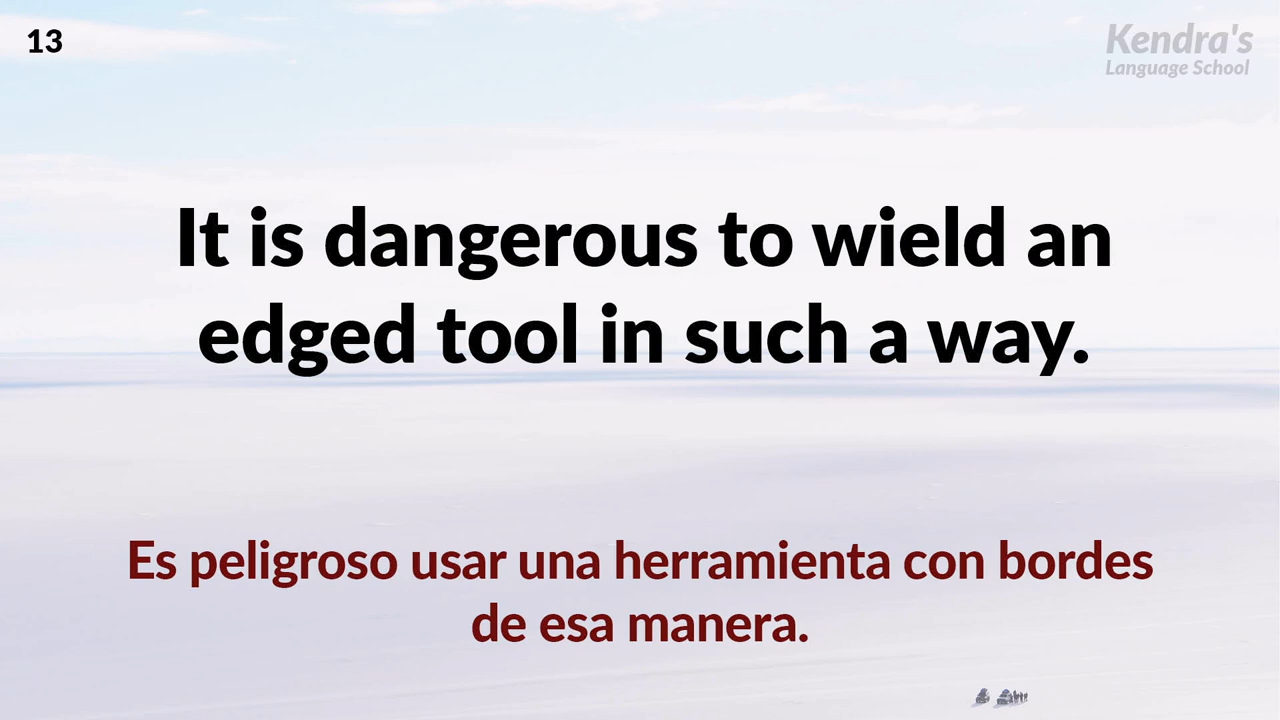 13
Kendra's
Language School
It is dangerous to wield an
edged tool in such a way.
Es peligroso usar una herramienta con bordes
de esa manera.